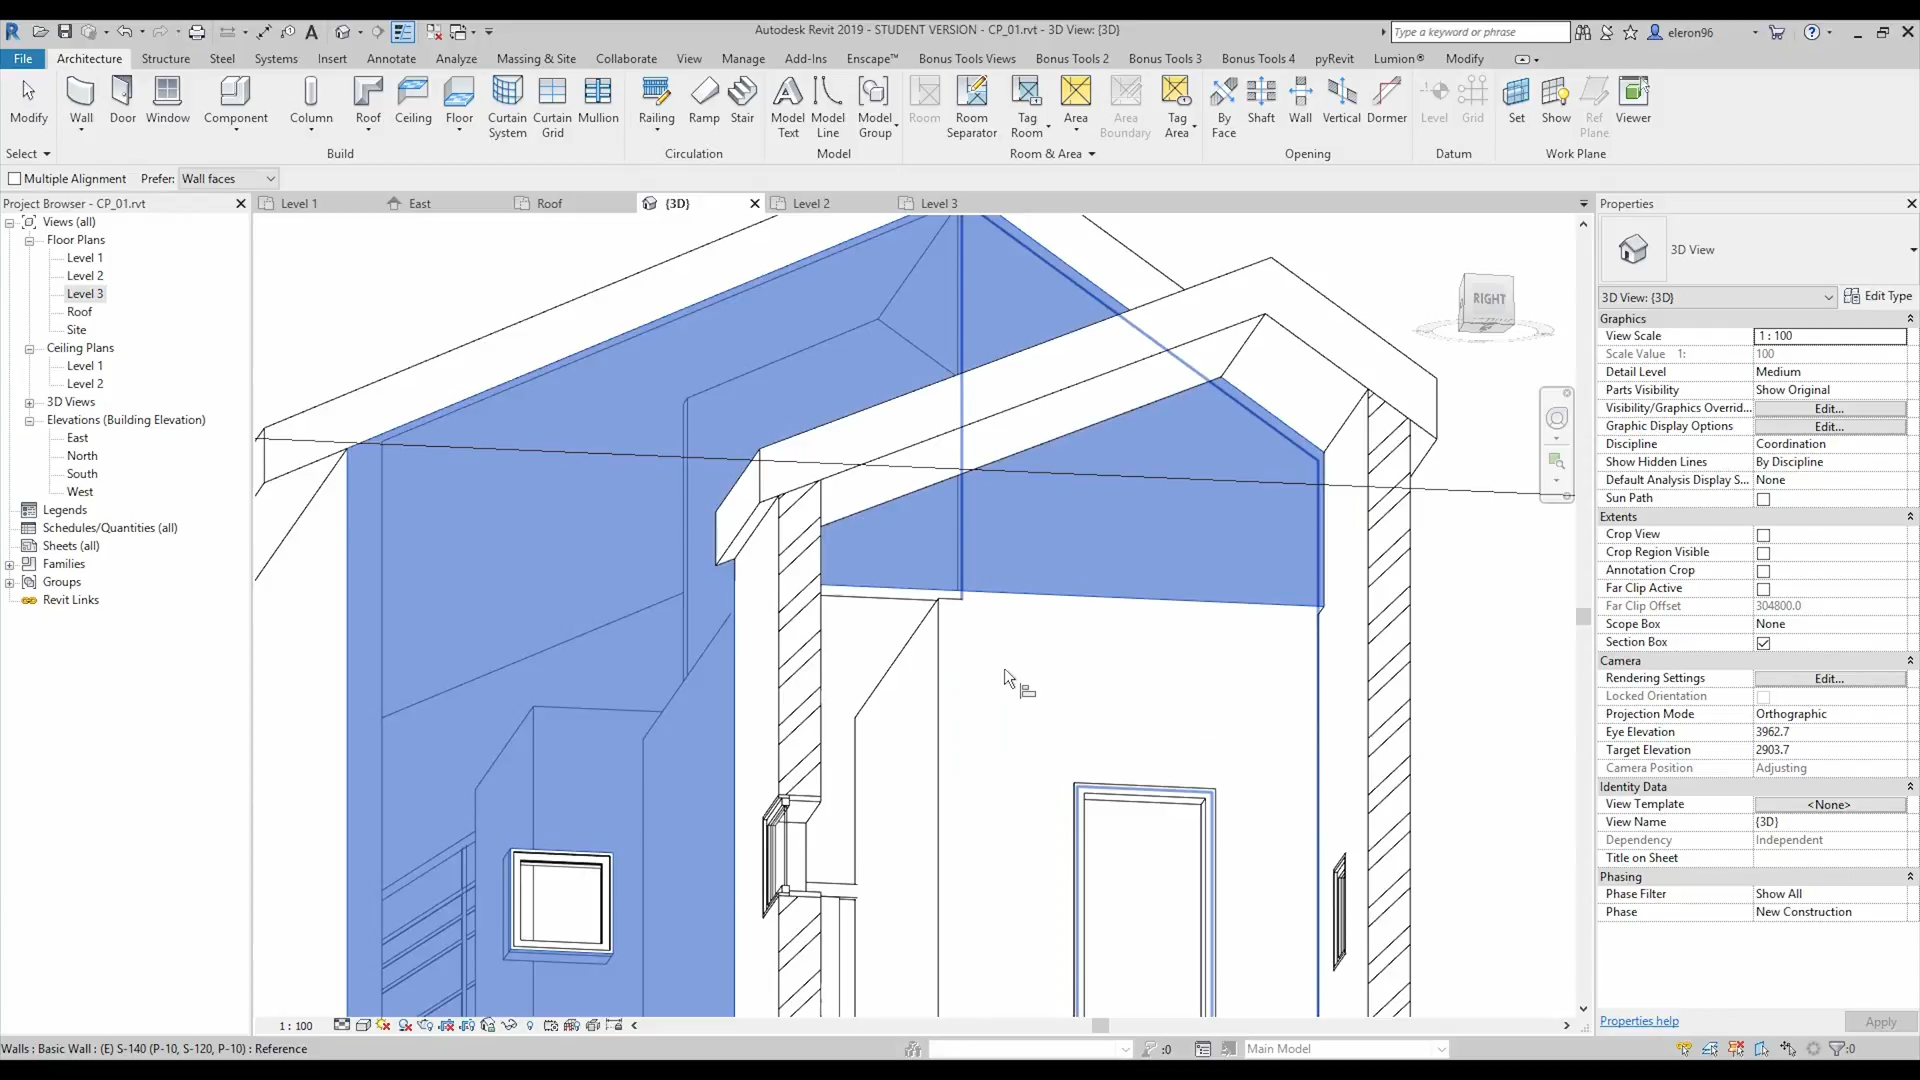 Autodesk Revit 2019 - STUDENT VERSION - CP_01.rvt - 3D View: {3D}
Type a keyword or phrase
eleron96
File Architecture Structure Steel Systems Insert Annotate Analyze Massing & Site Collaborate View Manage Add-Ins Enscape™ Bonus Tools Views Bonus Tools 2 Bonus Tools 3 Bonus Tools 4 pyRevit Lumion® Modify
Modify Wall Door Window Component Column Roof Ceiling Floor Curtain System Curtain Grid Mullion Railing Ramp Stair Model Text Model Line Model Group Room Room Separator Tag Room Area Area Boundary Tag Area By Face Shaft Wall Vertical Dormer Level Grid Set Show Ref Plane Viewer
Select Build Circulation Model Room & Area Opening Datum Work Plane
Multiple Alignment Prefer: Wall faces
Project Browser - CP_01.rvt
Level 1 East Roof {3D} Level 2 Level 3
Views (all)
Floor Plans
Level 1
Level 2
Level 3
Roof
Site
Ceiling Plans
Level 1
Level 2
3D Views
Elevations (Building Elevation)
East
North
South
West
Legends
Schedules/Quantities (all)
Sheets (all)
Families
Groups
Revit Links
RIGHT
Properties
3D View
3D View: {3D} Edit Type
Graphics
View Scale 1 : 100
Scale Value 1: 100
Detail Level Medium
Parts Visibility Show Original
Visibility/Graphics Overrid... Edit...
Graphic Display Options Edit...
Discipline Coordination
Show Hidden Lines By Discipline
Default Analysis Display S... None
Sun Path
Extents
Crop View
Crop Region Visible
Annotation Crop
Far Clip Active
Far Clip Offset 304800.0
Scope Box None
Section Box
Camera
Rendering Settings Edit...
Locked Orientation
Projection Mode Orthographic
Eye Elevation 3962.7
Target Elevation 2903.7
Camera Position Adjusting
Identity Data
View Template <None>
View Name {3D}
Dependency Independent
Title on Sheet
Phasing
Phase Filter Show All
Phase New Construction
Properties help Apply
1 : 100
Walls : Basic Wall : (E) S-140 (P-10, S-120, P-10) : Reference
:0
Main Model
:0